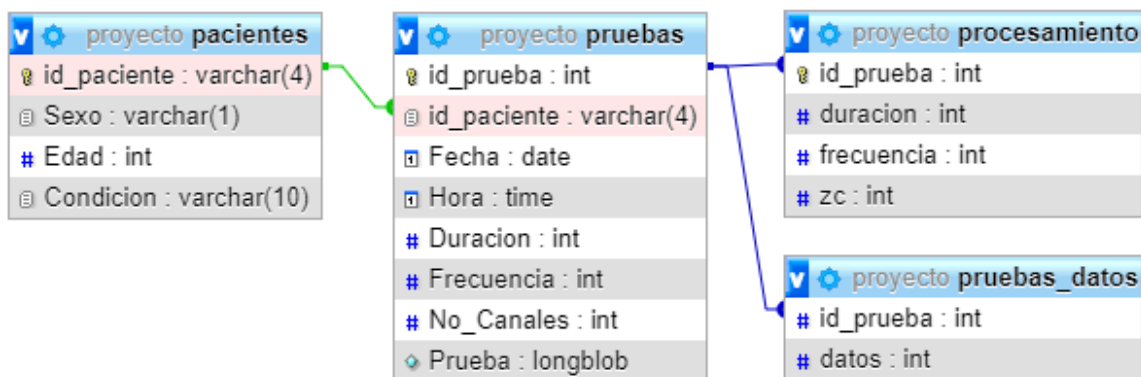 v proyecto pacientes
id_paciente : varchar(4)
Sexo : varchar(1)
# Edad : int
Condicion : varchar(10)
v proyecto pruebas
id_prueba : int
id_paciente : varchar(4)
Fecha : date
Hora : time
# Duracion : int
# Frecuencia : int
# No_Canales : int
Prueba : longblob
v proyecto procesamiento
id_prueba : int
# duracion : int
# frecuencia : int
# zc : int
v proyecto pruebas_datos
# id_prueba : int
# datos : int